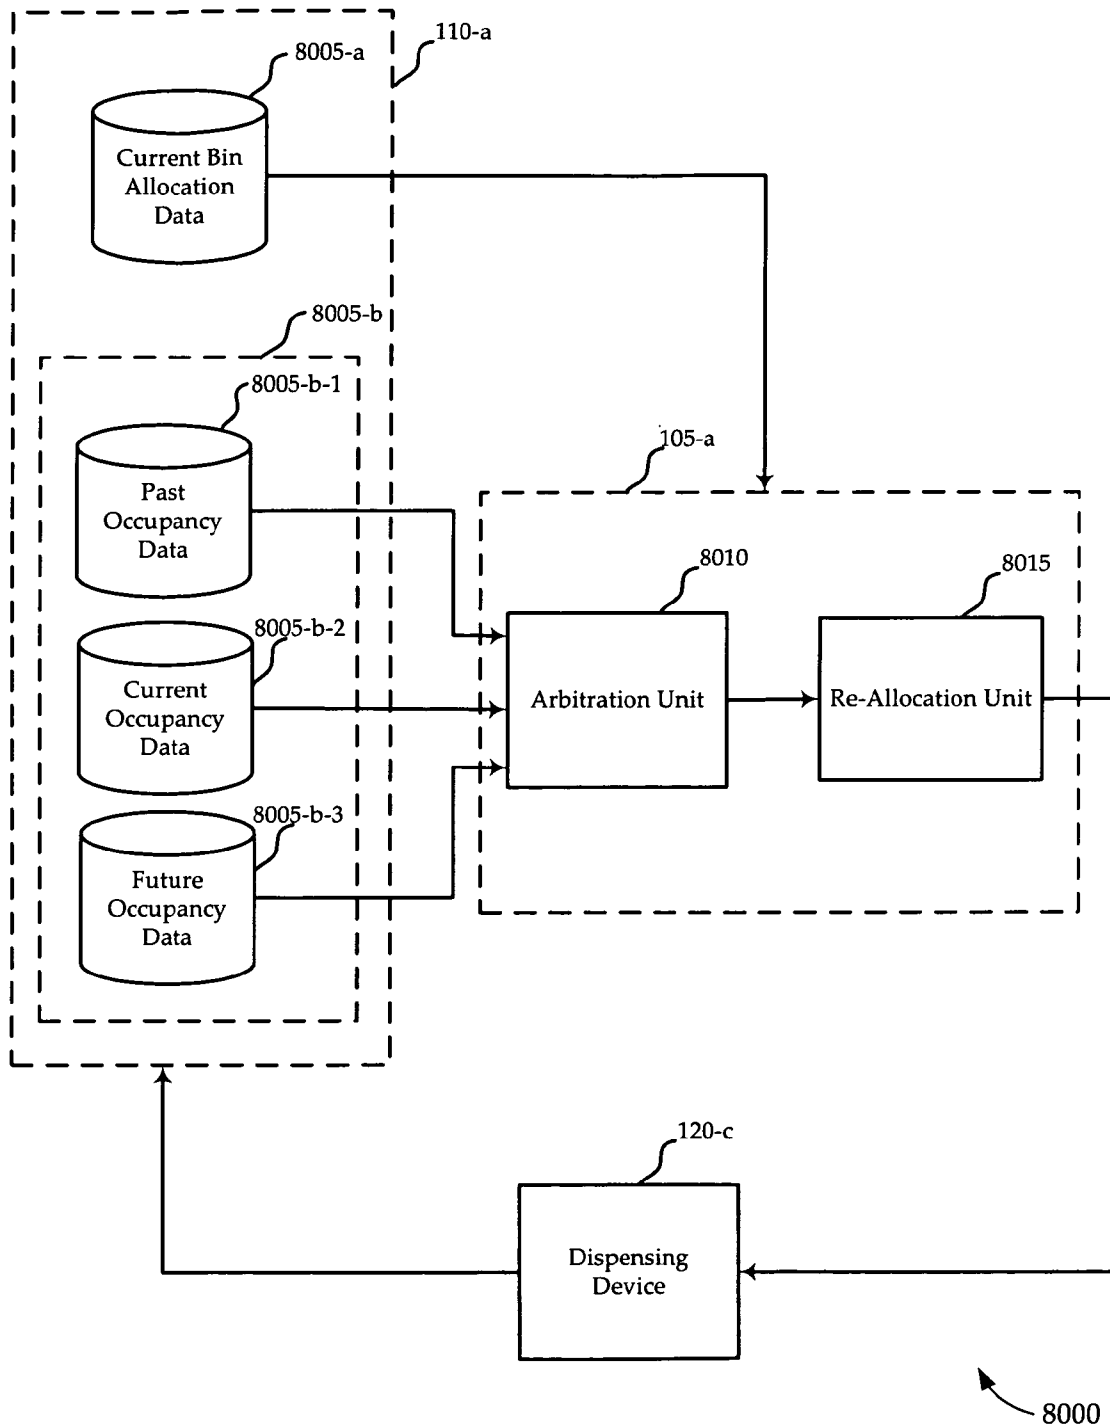 110-a
8005-a
Current Bin
Allocation
Data
8005-b
8005-b-1
Past
Occupancy
Data
105-a
8010
8015
8005-b-2
Current
Occupancy
Data
Arbitration Unit
Re-Allocation Unit
8005-b-3
Future
Occupancy
Data
120-c
Dispensing
Device
8000